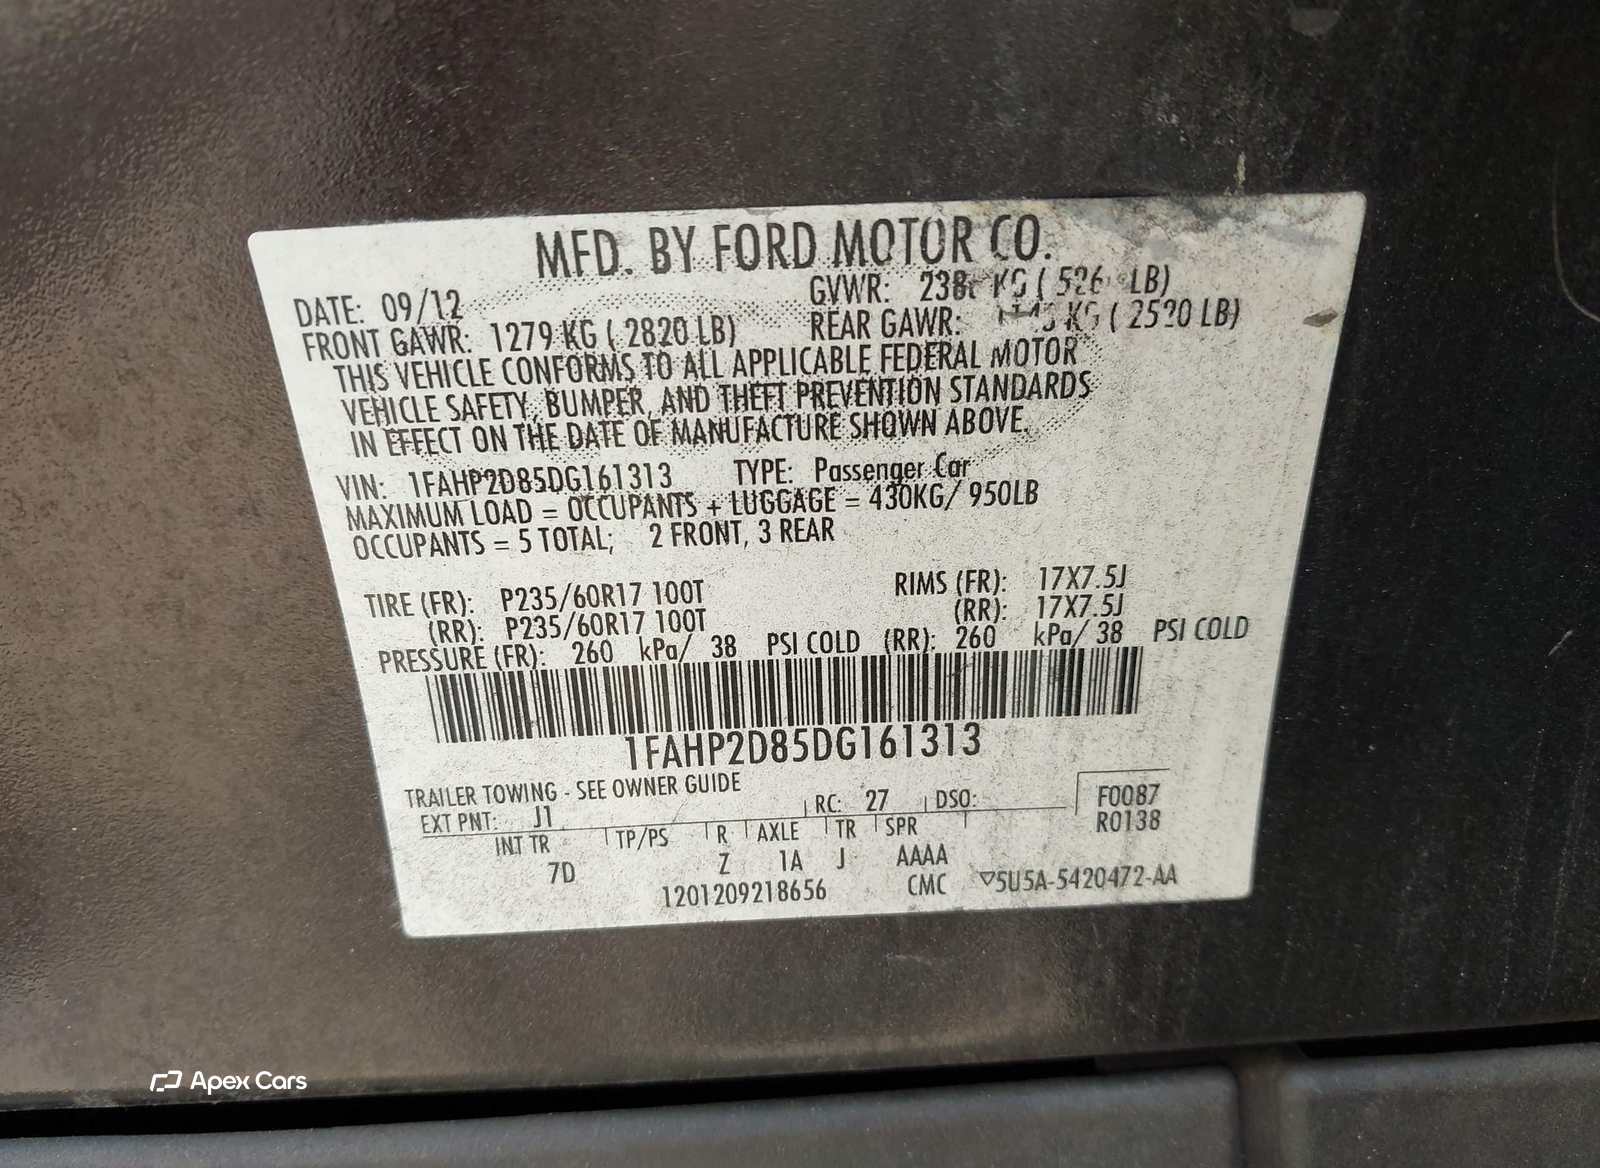 MFD. BY FORD MOTOR CO.
DATE: 09/12 GVWR: KG ( LB)
FRONT GAWR: 1279 KG ( 2820 LB) REAR GAWR: KG ( 2520 LB)
THIS VEHICLE CONFORMS TO ALL APPLICABLE FEDERAL MOTOR
VEHICLE SAFETY, BUMPER, AND THEFT PREVENTION STANDARDS
IN EFFECT ON THE DATE OF MANUFACTURE SHOWN ABOVE.
VIN: 1FAHP2D85DG161313 TYPE: Passenger Car
MAXIMUM LOAD = OCCUPANTS + LUGGAGE = 430KG/ 950LB
OCCUPANTS = 5 TOTAL; 2 FRONT, 3 REAR
TIRE (FR): P235/60R17 100T RIMS (FR): 17X7.5J
(RR): P235/60R17 100T (RR): 17X7.5J
PRESSURE (FR): 260 kPa/ 38 PSI COLD (RR): 260 kPa/ 38 PSI COLD
1FAHP2D85DG161313
TRAILER TOWING - SEE OWNER GUIDE
EXT PNT: J1 RC: 27 DSO: F0087
R0138
INT TR TP/PS R AXLE TR SPR
7D Z 1A J AAAA
1201209218656 CMC ▽5U5A-5420472-AA
Apex Cars